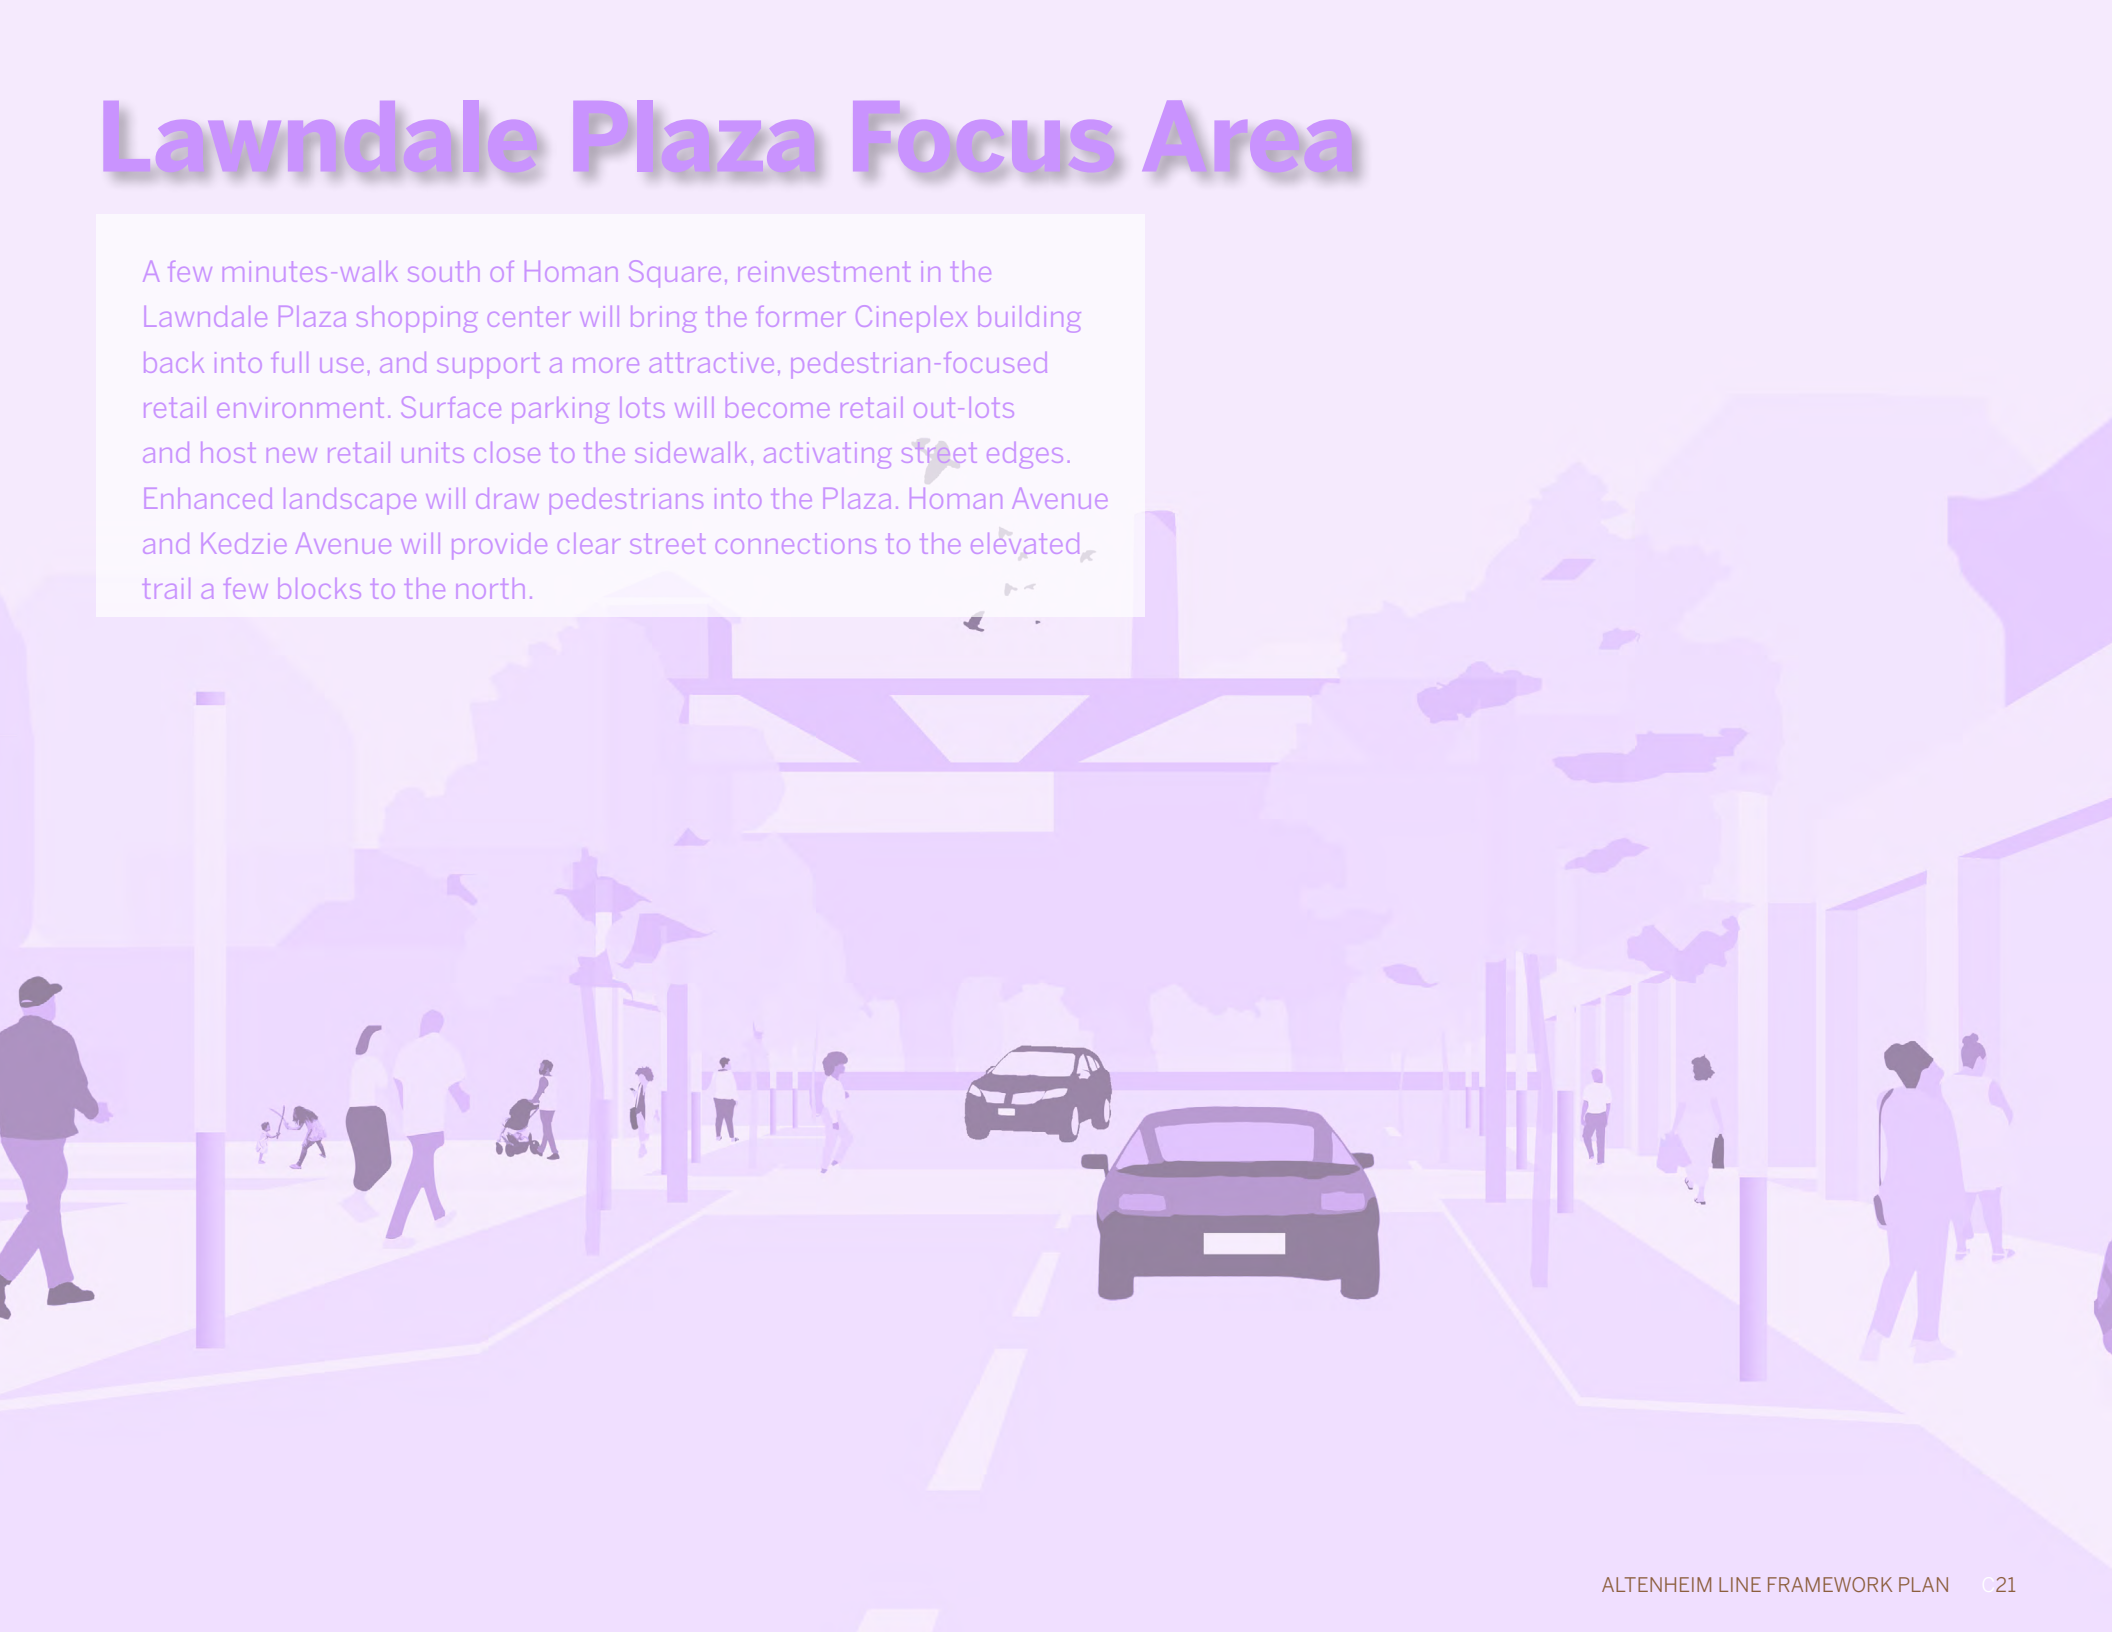 Lawndale Plaza Focus Area
A few minutes-walk south of Homan Square, reinvestment in the
Lawndale Plaza shopping center will bring the former Cineplex building
back into full use, and support a more attractive, pedestrian-focused
retail environment. Surface parking lots will become retail out-lots
and host new retail units close to the sidewalk, activating street edges.
Enhanced landscape will draw pedestrians into the Plaza. Homan Avenue
and Kedzie Avenue will provide clear street connections to the elevated
trail a few blocks to the north.
ALTENHEIM LINE FRAMEWORK PLAN C21